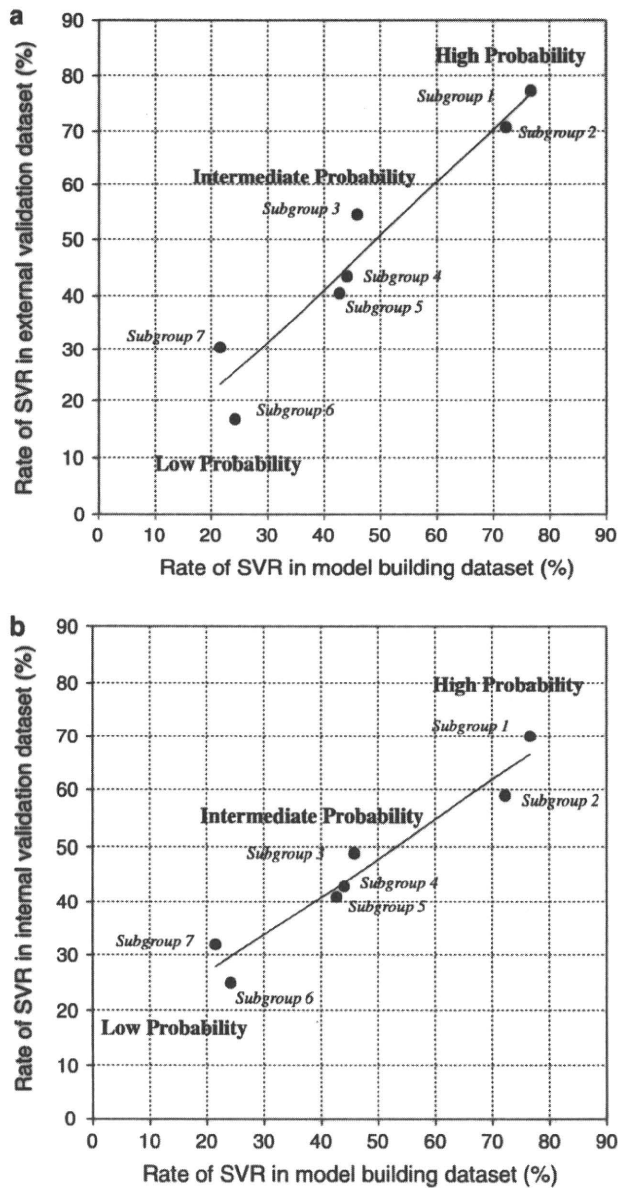 a
90
80
70
60
50
40
30
20
10
0
Rate of SVR in external validation dataset (%)
High Probability
Subgroup 1
Subgroup 2
Intermediate Probability
Subgroup 3
Subgroup 4
Subgroup 5
Subgroup 7
Subgroup 6
Low Probability
0 10 20 30 40 50 60 70 80 90
Rate of SVR in model building dataset (%)
b
90
80
70
60
50
40
30
20
10
0
Rate of SVR in internal validation dataset (%)
High Probability
Subgroup 1
Subgroup 2
Intermediate Probability
Subgroup 3
Subgroup 4
Subgroup 5
Subgroup 7
Subgroup 6
Low Probability
0 10 20 30 40 50 60 70 80 90
Rate of SVR in model building dataset (%)